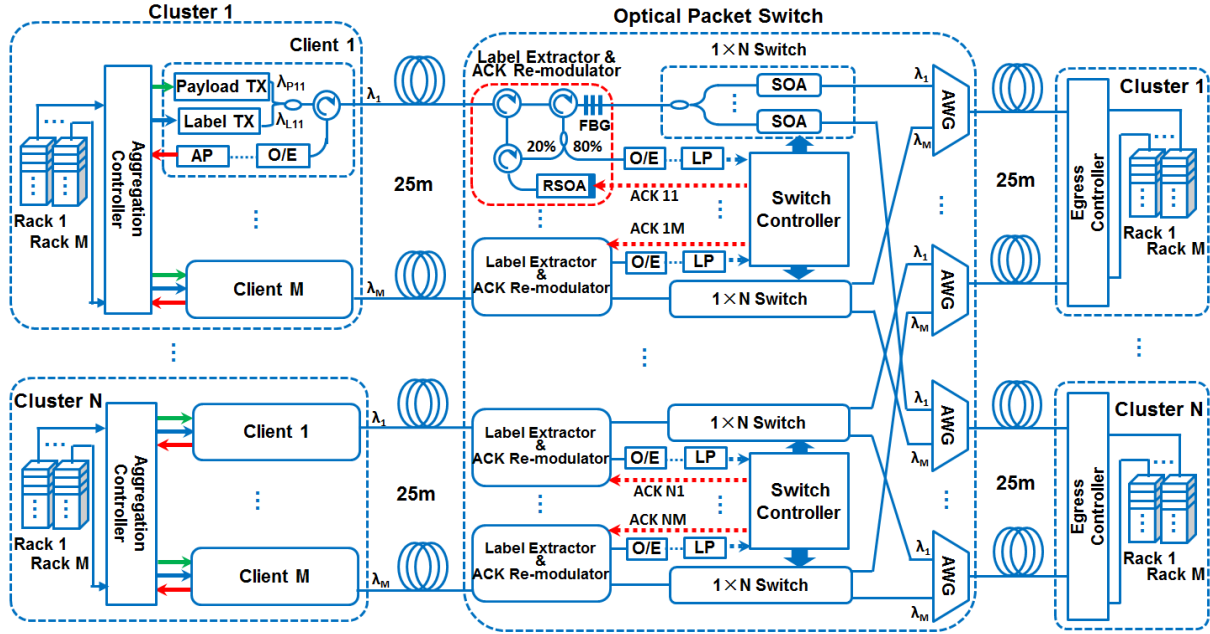 Cluster 1
Optical Packet Switch
Client 1
Payload TX
λP11
Label TX
λL11
AP
O/E
Aggregation
Controller
Rack 1
Rack M
Client M
λ1
λM
25m
Label Extractor &
ACK Re-modulator
FBG
20%
80%
RSOA
O/E
LP
ACK 11
ACK 1M
Label Extractor
&
ACK Re-modulator
O/E
LP
1×N Switch
SOA
SOA
Switch
Controller
1×N Switch
λ1
λM
AWG
λ1
λM
AWG
25m
Cluster 1
Egress
Controller
Rack 1
Rack M
Cluster N
Aggregation
Controller
Rack 1
Rack M
Client 1
Client M
λ1
λM
25m
Label Extractor
&
ACK Re-modulator
O/E
LP
ACK N1
ACK NM
Label Extractor
&
ACK Re-modulator
O/E
LP
1×N Switch
Switch
Controller
1×N Switch
λ1
λM
AWG
λ1
λM
AWG
25m
Cluster N
Egress
Controller
Rack 1
Rack M